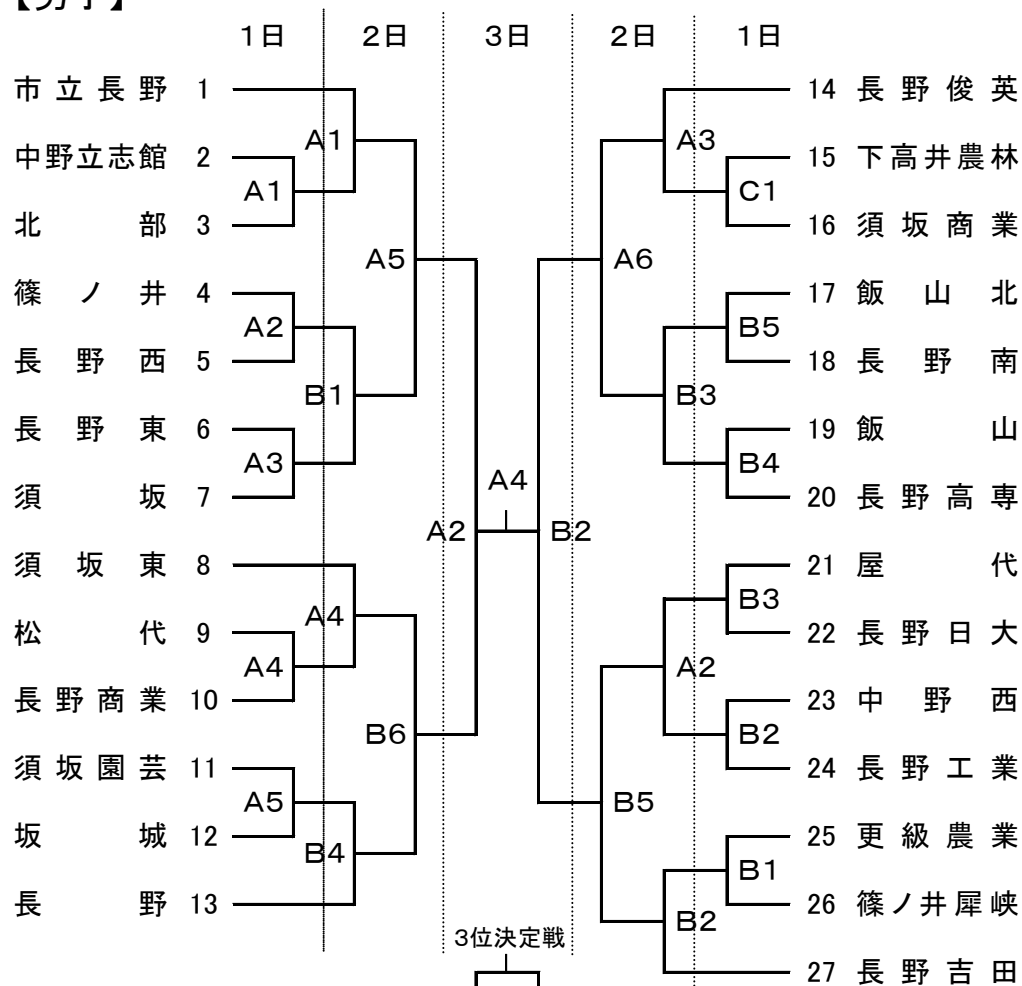 【男子】
1日 2日 3日 2日 1日
市立長野 1 14 長野俊英
A1 A3
中野立志館 2 15 下高井農林
A1 C1
北部 3 16 須坂商業
A5 A6
篠ノ井 4 17 飯山北
A2 B5
長野西 5 18 長野南
B1 B3
長野東 6 19 飯山
A3 B4
須坂 7 A4 20 長野高専
A2 B2
須坂東 8 21 屋代
A4 B3
松代 9 22 長野日大
A4 A2
長野商業 10 23 中野西
B6 B2
須坂園芸 11 24 長野工業
A5 B5
坂城 12 25 更級農業
B4 B1
長野 13 26 篠ノ井犀峡
B2
3位決定戦
27 長野吉田